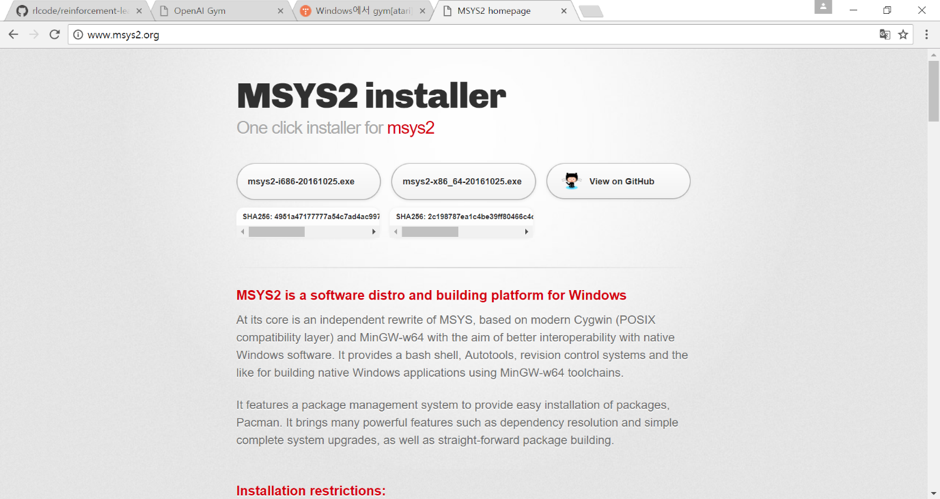 rlcode/reinforcement-le
OpenAI Gym
Windows에서 gym(atari)
MSYS2 homepage
www.msys2.org
MSYS2 installer
One click installer for msys2
msys2-i686-20161025.exe
msys2-x86_64-20161025.exe
View on GitHub
SHA256: 4951a47177777a54c7ad4ac997
SHA256: 2c198787ea1c4be39ff80466c4d
MSYS2 is a software distro and building platform for Windows
At its core is an independent rewrite of MSYS, based on modern Cygwin (POSIX
compatibility layer) and MinGW-w64 with the aim of better interoperability with native
Windows software. It provides a bash shell, Autotools, revision control systems and the
like for building native Windows applications using MinGW-w64 toolchains.
It features a package management system to provide easy installation of packages,
Pacman. It brings many powerful features such as dependency resolution and simple
complete system upgrades, as well as straight-forward package building.
Installation restrictions: